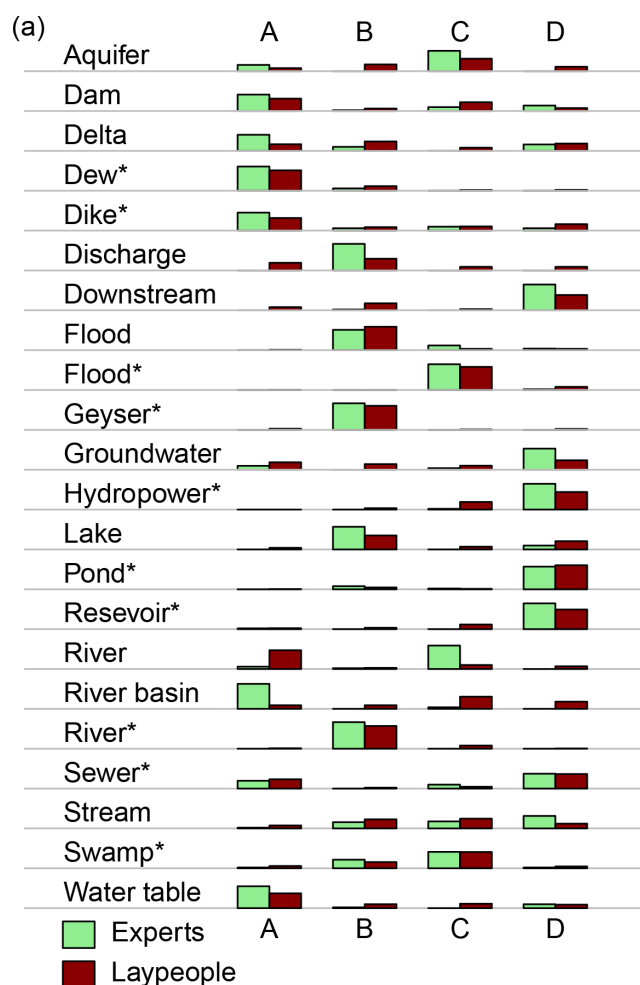 (a)
A B C D
Aquifer
Dam
Delta
Dew*
Dike*
Discharge
Downstream
Flood
Flood*
Geyser*
Groundwater
Hydropower*
Lake
Pond*
Resevoir*
River
River basin
River*
Sewer*
Stream
Swamp*
Water table
A B C D
Experts
Laypeople